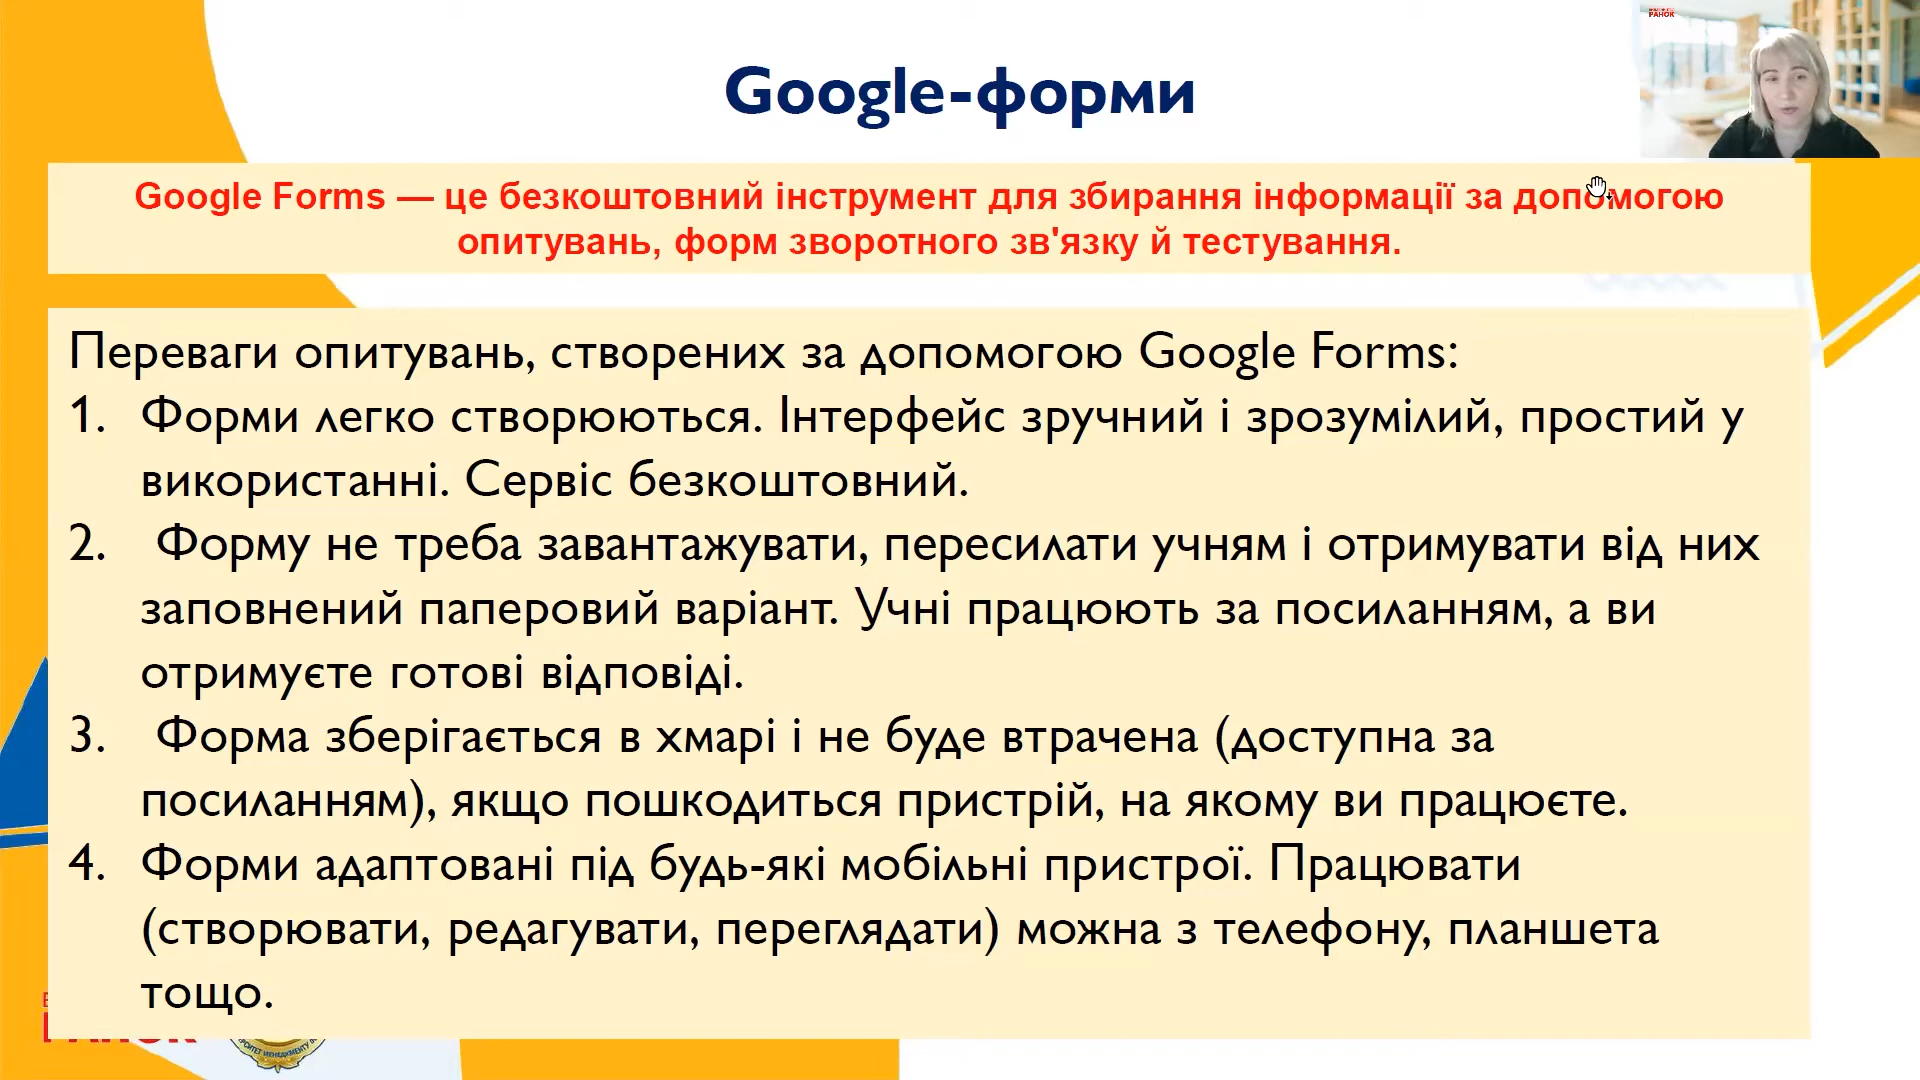 РАНОК
Google-форми
Google Forms — це безкоштовний інструмент для збирання інформації за допомогою
опитувань, форм зворотного зв'язку й тестування.
Переваги опитувань, створених за допомогою Google Forms:
1. Форми легко створюються. Інтерфейс зручний і зрозумілий, простий у
використанні. Сервіс безкоштовний.
2. Форму не треба завантажувати, пересилати учням і отримувати від них
заповнений паперовий варіант. Учні працюють за посиланням, а ви
отримуєте готові відповіді.
3. Форма зберігається в хмарі і не буде втрачена (доступна за
посиланням), якщо пошкодиться пристрій, на якому ви працюєте.
4. Форми адаптовані під будь-які мобільні пристрої. Працювати
(створювати, редагувати, переглядати) можна з телефону, планшета
тощо.
РАНОК